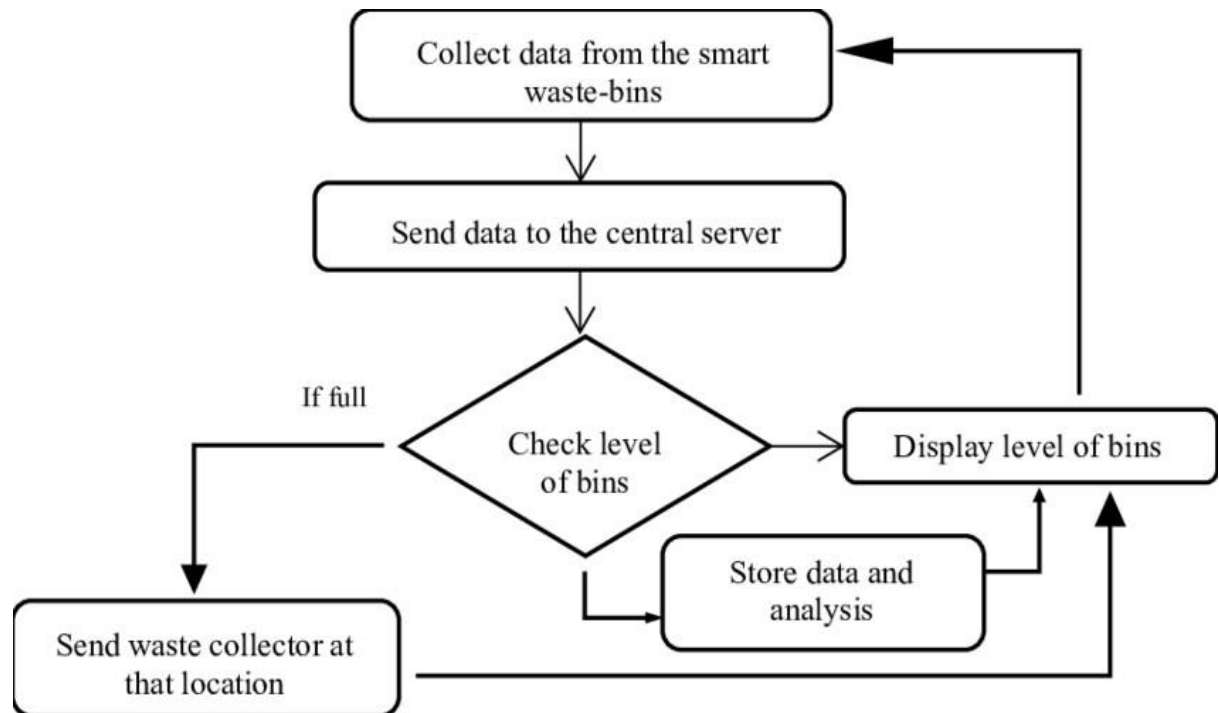 Collect data from the smart
waste-bins
Send data to the central server
If full
Check level
of bins
Display level of bins
Store data and
analysis
Send waste collector at
that location